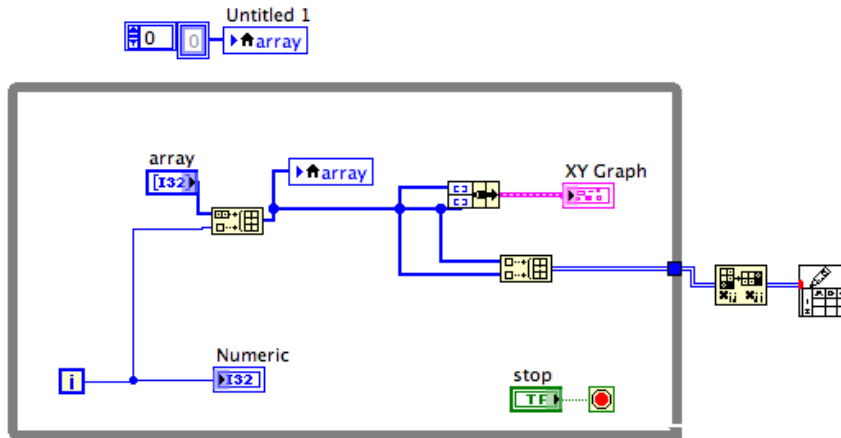 Untitled 1
0 0 array
array
[I32] array
XY Graph
Numeric
i I32
stop
TF